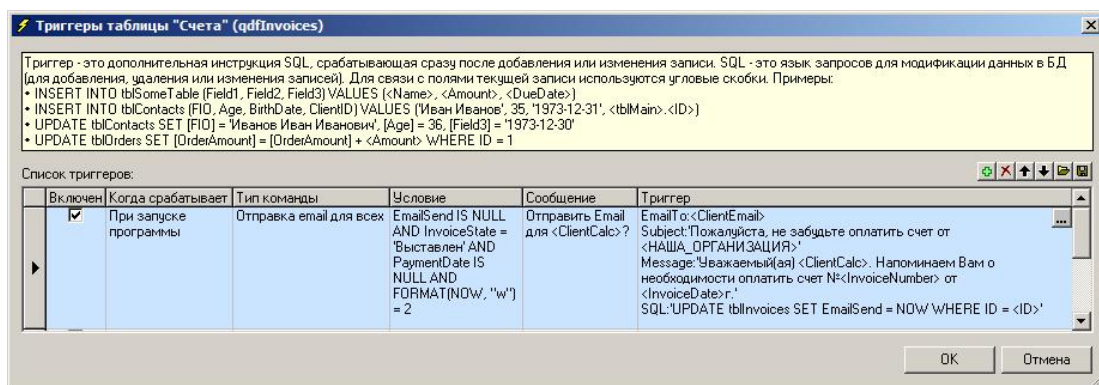 Триггеры таблицы "Счета" (qdfInvoices)
Триггер - это дополнительная инструкция SQL, срабатывающая сразу после добавления или изменения записи. SQL - это язык запросов для модификации данных в БД
(для добавления, удаления или изменения записей). Для связи с полями текущей записи используются угловые скобки. Примеры:
• INSERT INTO tblSomeTable (Field1, Field2, Field3) VALUES (<Name>, <Amount>, <DueDate>)
• INSERT INTO tblContacts (FIO, Age, BirthDate, ClientID) VALUES ('Иван Иванов', 35, '1973-12-31', <tblMain>.<ID>)
• UPDATE tblContacts SET [FIO] = 'Иванов Иван Иванович', [Age] = 36, [Field3] = '1973-12-30'
• UPDATE tblOrders SET [OrderAmount] = [OrderAmount] + <Amount> WHERE ID = 1
Список триггеров:
Включен Когда срабатывает Тип команды Условие Сообщение Триггер
При запуске
программы
Отправка email для всех
EmailSend IS NULL
AND InvoiceState =
'Выставлен' AND
PaymentDate IS
NULL AND
FORMAT(NOW, "w")
= 2
Отправить Email
для <ClientCalc>?
EmailTo:<ClientEmail>
Subject:'Пожалуйста, не забудьте оплатить счет от
<НАША_ОРГАНИЗАЦИЯ>'
Message:'Уважаемый(ая) <ClientCalc>. Напоминаем Вам о
необходимости оплатить счет №<InvoiceNumber> от
<InvoiceDate>г.'
SQL:'UPDATE tblInvoices SET EmailSend = NOW WHERE ID = <ID>'
...
OK
Отмена